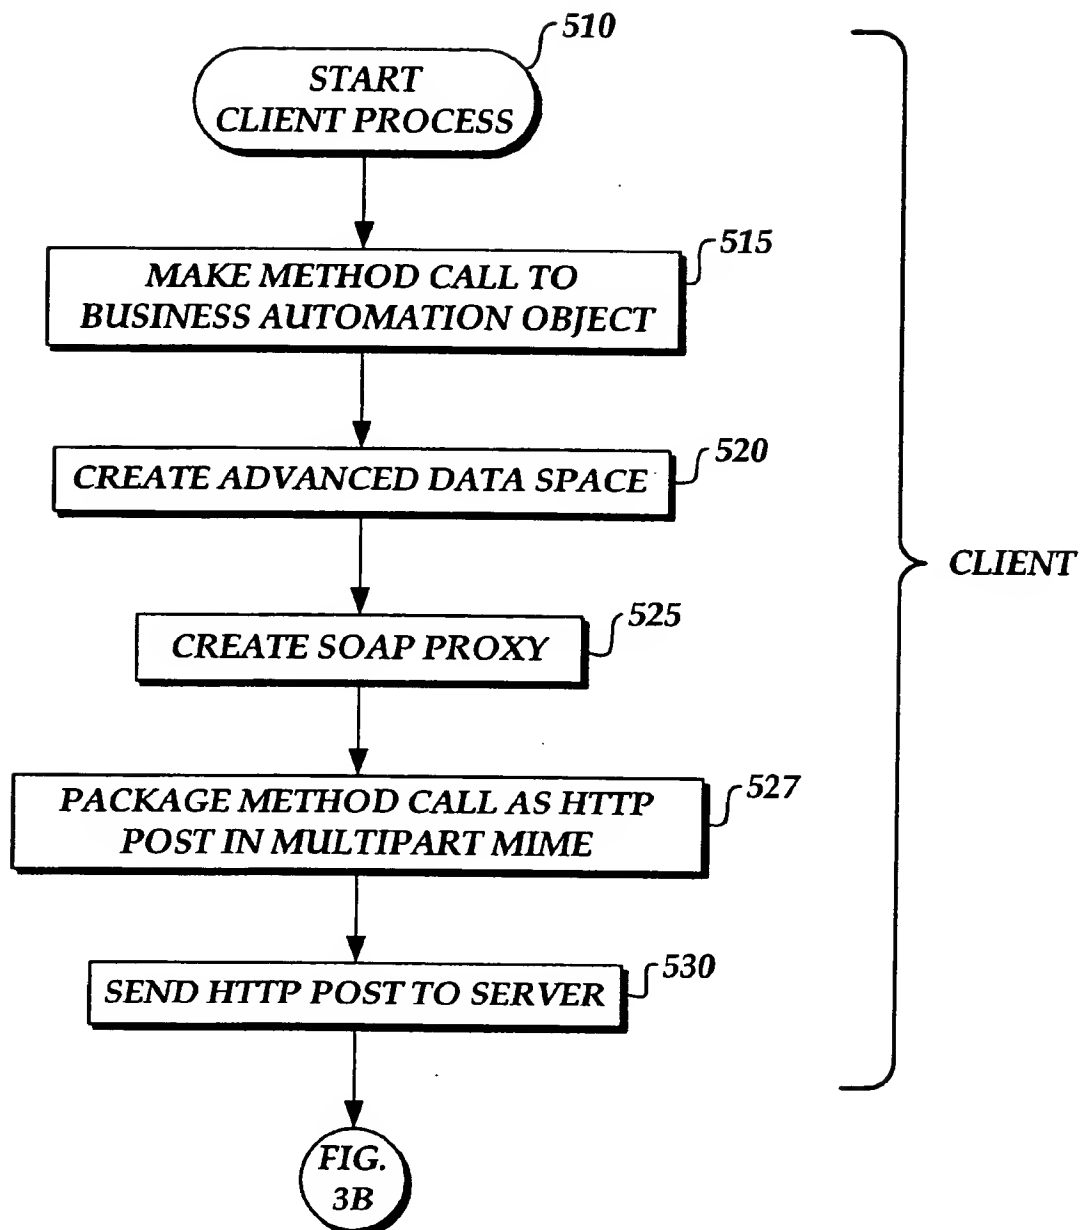 510
START
CLIENT PROCESS
515
MAKE METHOD CALL TO
BUSINESS AUTOMATION OBJECT
520
CREATE ADVANCED DATA SPACE
CLIENT
525
CREATE SOAP PROXY
527
PACKAGE METHOD CALL AS HTTP
POST IN MULTIPART MIME
530
SEND HTTP POST TO SERVER
FIG.
3B